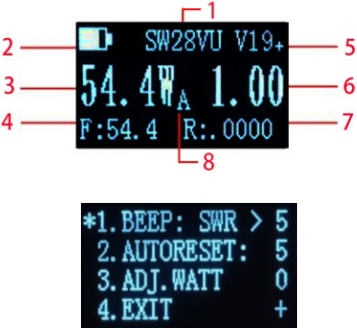 1
2
SW28VU V19+
5
3
54.4W A 1.00
6
4
F:54.4 R:.0000
7
8
*1.BEEP: SWR > 5
2.AUTORESET: 5
3.ADJ.WATT 0
4.EXIT +